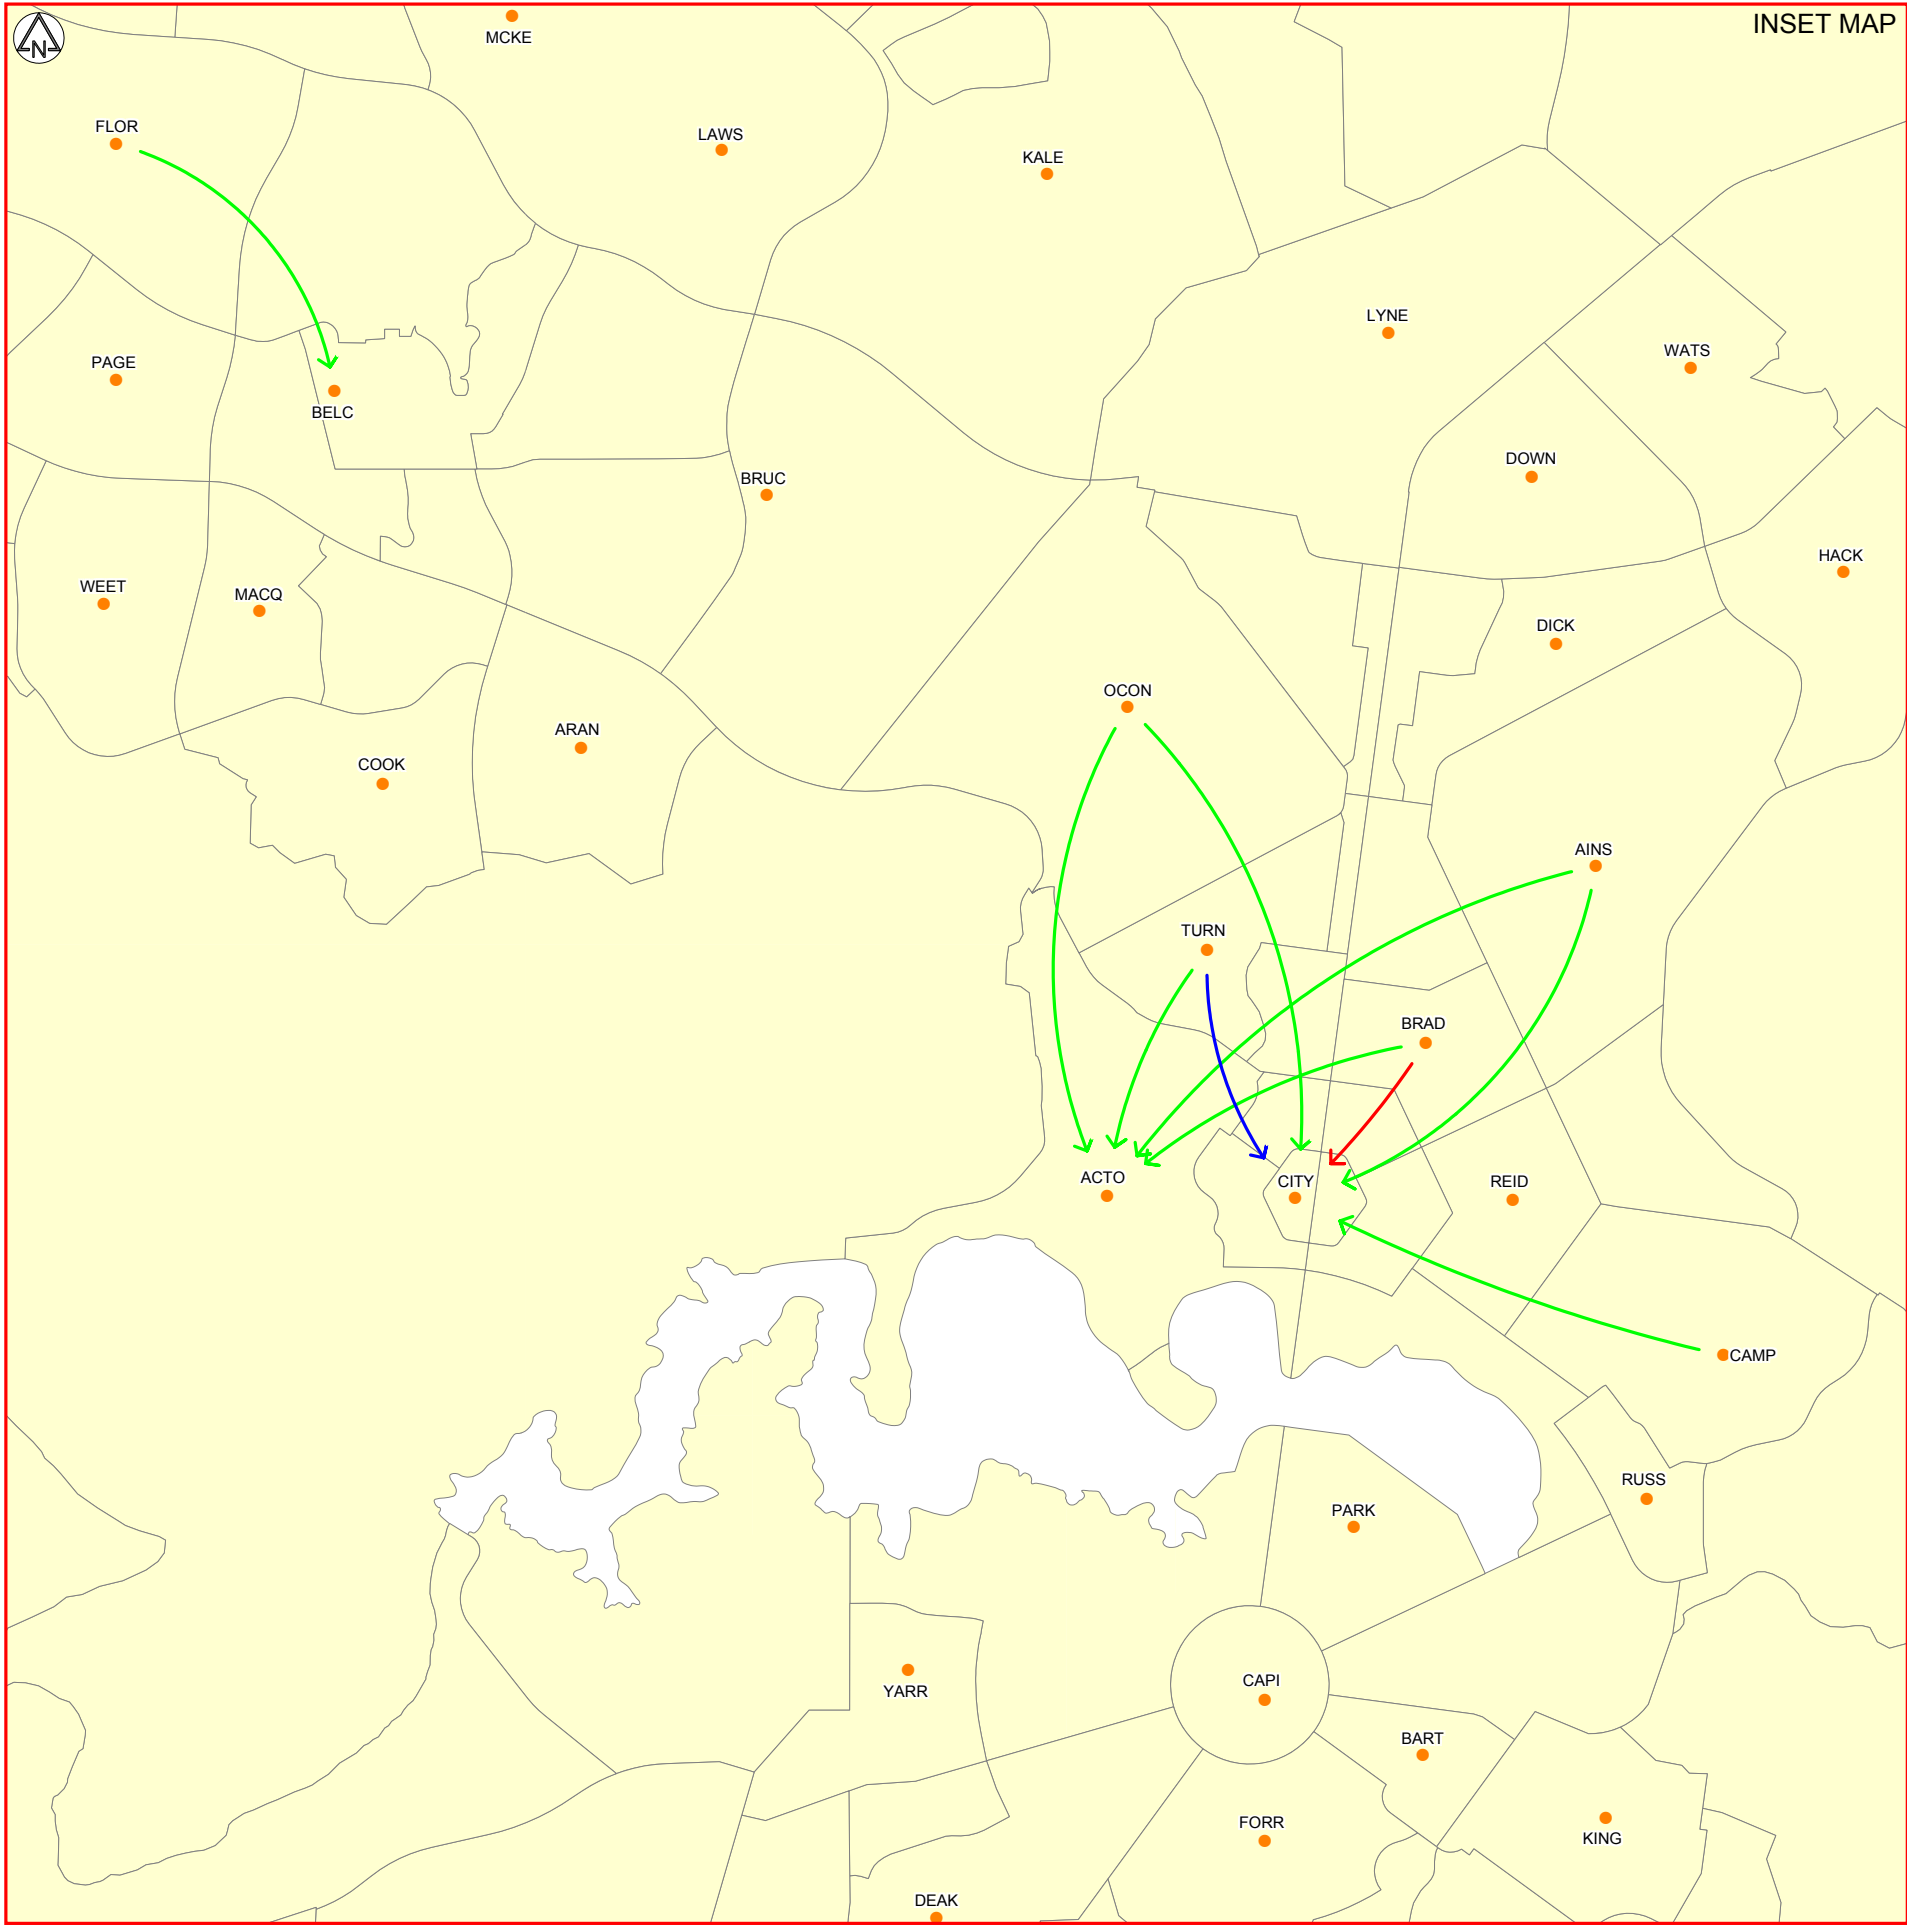 INSET MAP
N
MCKE
FLOR
LAWS
KALE
LYNE
WATS
PAGE
BELC
DOWN
BRUC
HACK
WEET
MACQ
DICK
OCON
ARAN
COOK
AINS
TURN
BRAD
ACTO
CITY
REID
CAMP
RUSS
PARK
CAPI
YARR
BART
FORR
KING
DEAK